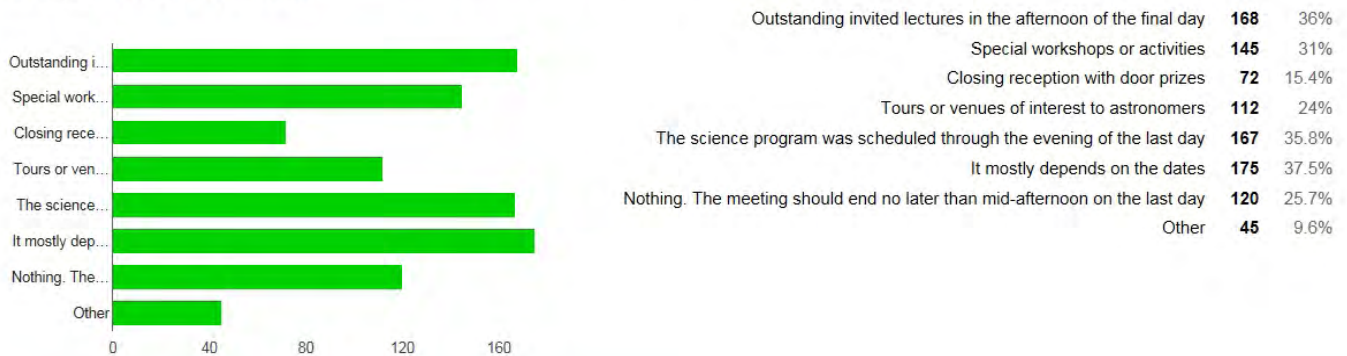 Outstanding i...
Special work...
Closing rece...
Tours or ven...
The science...
It mostly dep...
Nothing. The...
Other
0 40 80 120 160
Outstanding invited lectures in the afternoon of the final day 168 36%
Special workshops or activities 145 31%
Closing reception with door prizes 72 15.4%
Tours or venues of interest to astronomers 112 24%
The science program was scheduled through the evening of the last day 167 35.8%
It mostly depends on the dates 175 37.5%
Nothing. The meeting should end no later than mid-afternoon on the last day 120 25.7%
Other 45 9.6%